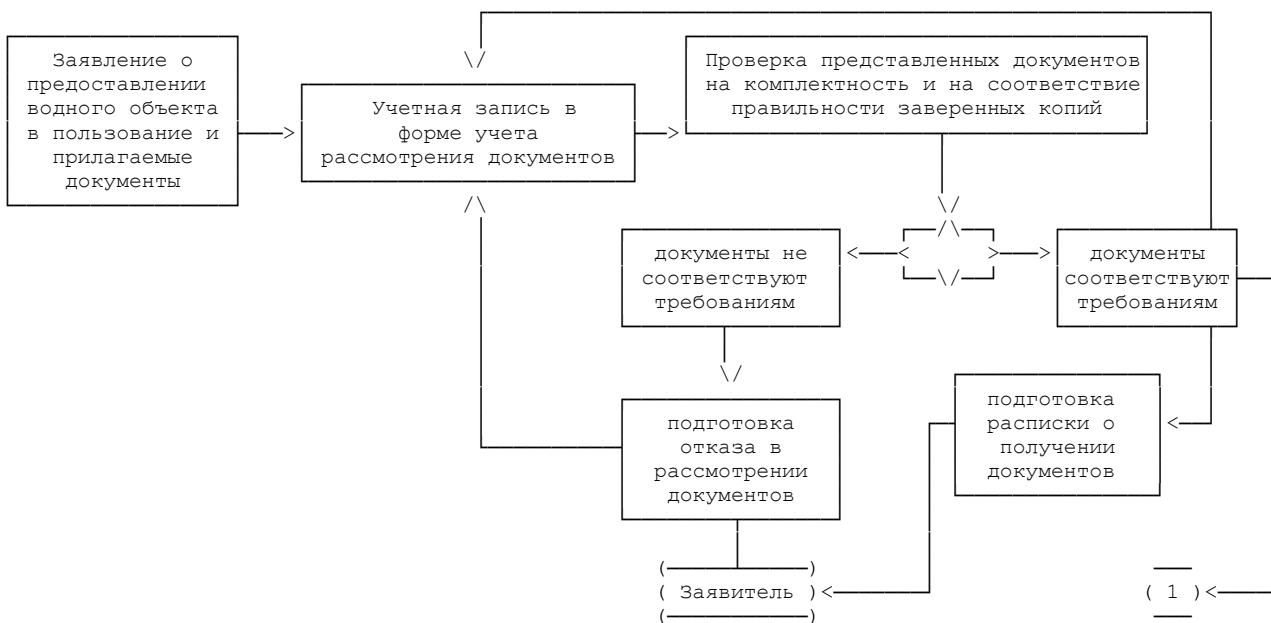 Заявление о
предоставлении
водного объекта
в пользование и
прилагаемые
документы
Учетная запись в
форме учета
рассмотрения документов
Проверка представленных документов
на комплектность и на соответствие
правильности заверенных копий
документы не
соответствуют
требованиям
документы
соответствуют
требованиям
подготовка
отказа в
рассмотрении
документов
подготовка
расписки о
получении
документов
Заявитель
1